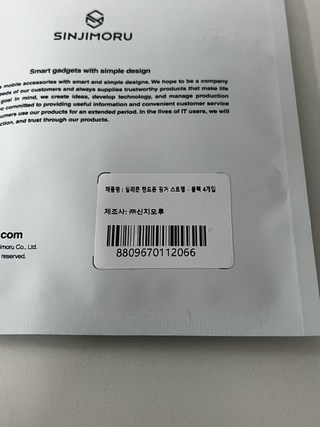 SINJIMORU
Smart gadgets with simple design
mobile accessories with smart and simple designs. We hope to be a company
eeds of our customers and always supplies trustworthy products that make life
goal in mind, we create ideas, develop technology, and manage production
o committed to providing useful information and convenient customer service
umers use our products for an extended period. In the lives of IT users, we will
ction, and trust through our products.
제품명 : 실리콘 핸드폰 핑거 스트랩 - 블랙 4개입
제조사: ㈜신지모루
8809670112066
.com
imoru Co., Ltd.
reserved.